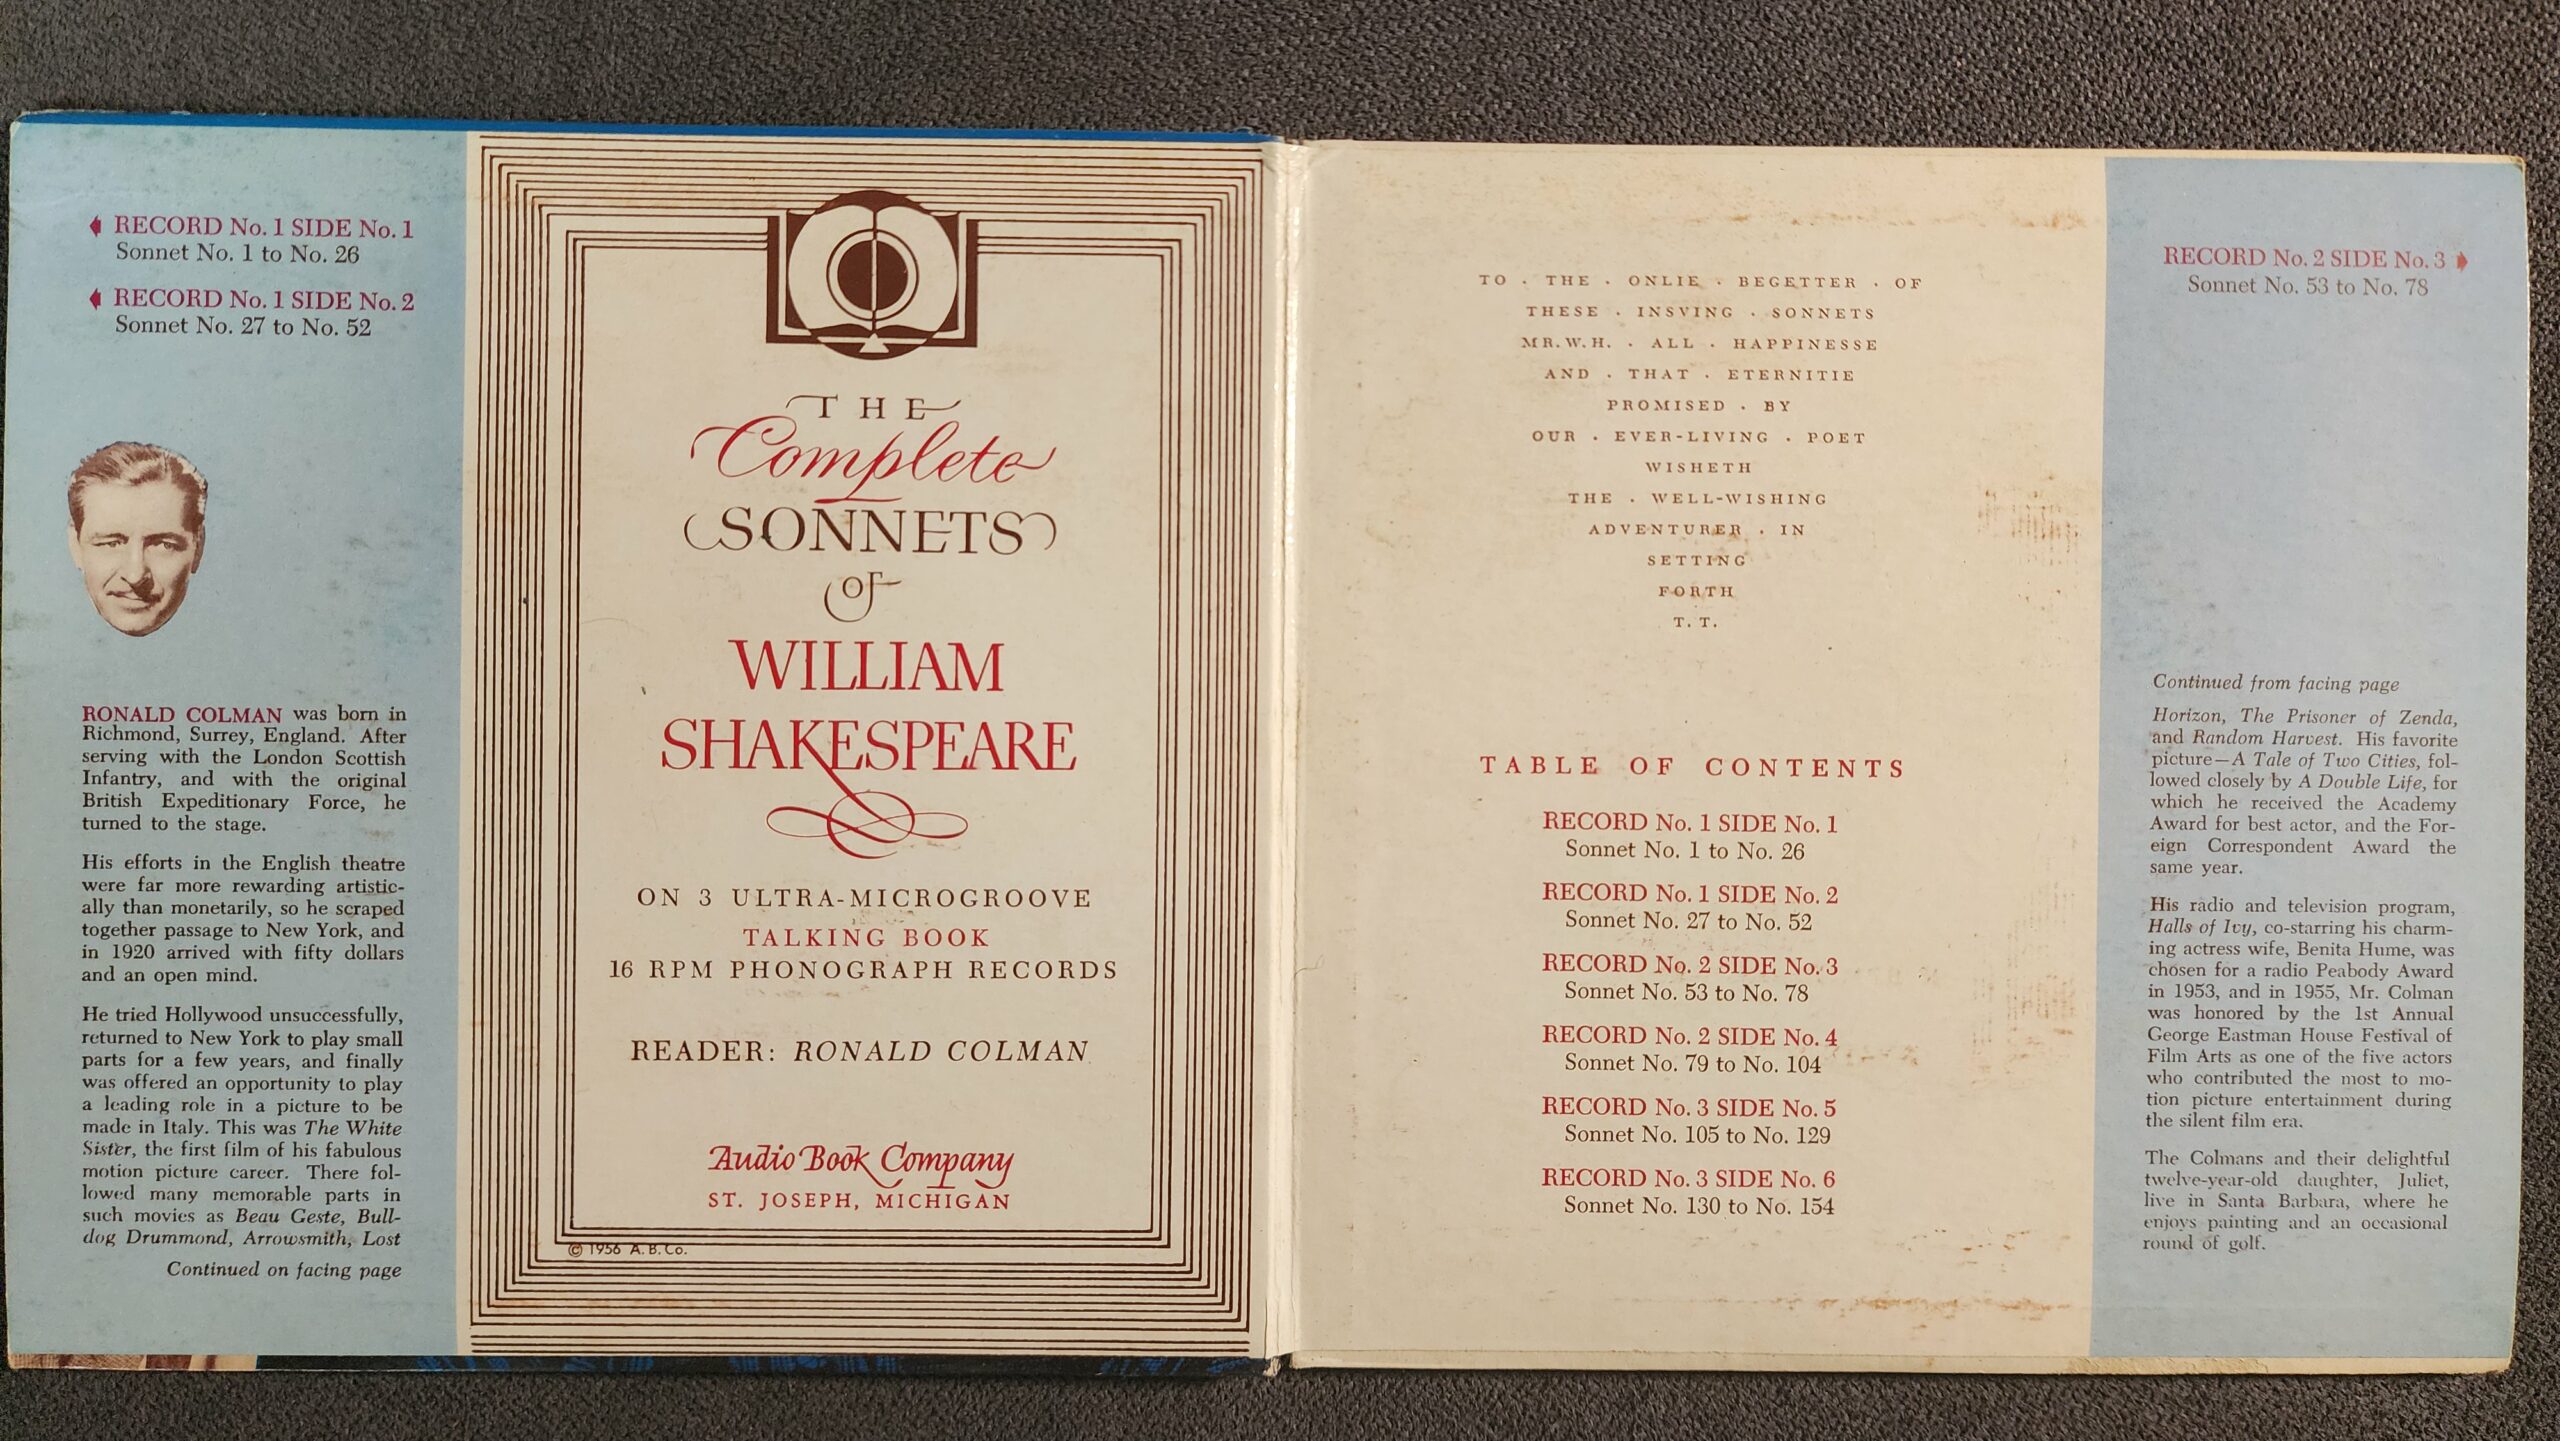 RECORD No. 1 SIDE No. 1
Sonnet No. 1 to No. 26
RECORD No. 1 SIDE No. 2
Sonnet No. 27 to No. 52
RONALD COLMAN was born in
Richmond, Surrey, England. After
serving with the London Scottish
Infantry, and with the original
British Expeditionary Force, he
turned to the stage.
His efforts in the English theatre
were far more rewarding artistic-
ally than monetarily, so he scraped
together passage to New York, and
in 1920 arrived with fifty dollars
and an open mind.
He tried Hollywood unsuccessfully,
returned to New York to play small
parts for a few years, and finally
was offered an opportunity to play
a leading role in a picture to be
made in Italy. This was The White
Sister, the first film of his fabulous
motion picture career. There fol-
lowed many memorable parts in
such movies as Beau Geste, Bull-
dog Drummond, Arrowsmith, Lost
Continued on facing page
THE
Complete
SONNETS
OF
WILLIAM
SHAKESPEARE
ON 3 ULTRA-MICROGROOVE
TALKING BOOK
16 RPM PHONOGRAPH RECORDS
READER: RONALD COLMAN
Audio Book Company
ST. JOSEPH, MICHIGAN
© 1956 A. B. Co.
TO . THE . ONLIE . BEGETTER . OF
THESE . INSVING . SONNETS
MR. W. H. . ALL . HAPPINESSE
AND . THAT . ETERNITIE
PROMISED . BY
OUR . EVER-LIVING . POET
WISHETH
THE . WELL-WISHING
ADVENTURER . IN
SETTING
FORTH
T. T.
TABLE OF CONTENTS
RECORD No. 1 SIDE No. 1
Sonnet No. 1 to No. 26
RECORD No. 1 SIDE No. 2
Sonnet No. 27 to No. 52
RECORD No. 2 SIDE No. 3
Sonnet No. 53 to No. 78
RECORD No. 2 SIDE No. 4
Sonnet No. 79 to No. 104
RECORD No. 3 SIDE No. 5
Sonnet No. 105 to No. 129
RECORD No. 3 SIDE No. 6
Sonnet No. 130 to No. 154
RECORD No. 2 SIDE No. 3
Sonnet No. 53 to No. 78
Continued from facing page
Horizon, The Prisoner of Zenda,
and Random Harvest. His favorite
picture—A Tale of Two Cities, fol-
lowed closely by A Double Life, for
which he received the Academy
Award for best actor, and the For-
eign Correspondent Award the
same year.
His radio and television program,
Halls of Ivy, co-starring his charm-
ing actress wife, Benita Hume, was
chosen for a radio Peabody Award
in 1953, and in 1955, Mr. Colman
was honored by the 1st Annual
George Eastman House Festival of
Film Arts as one of the five actors
who contributed the most to mo-
tion picture entertainment during
the silent film era.
The Colmans and their delightful
twelve-year-old daughter, Juliet,
live in Santa Barbara, where he
enjoys painting and an occasional
round of golf.